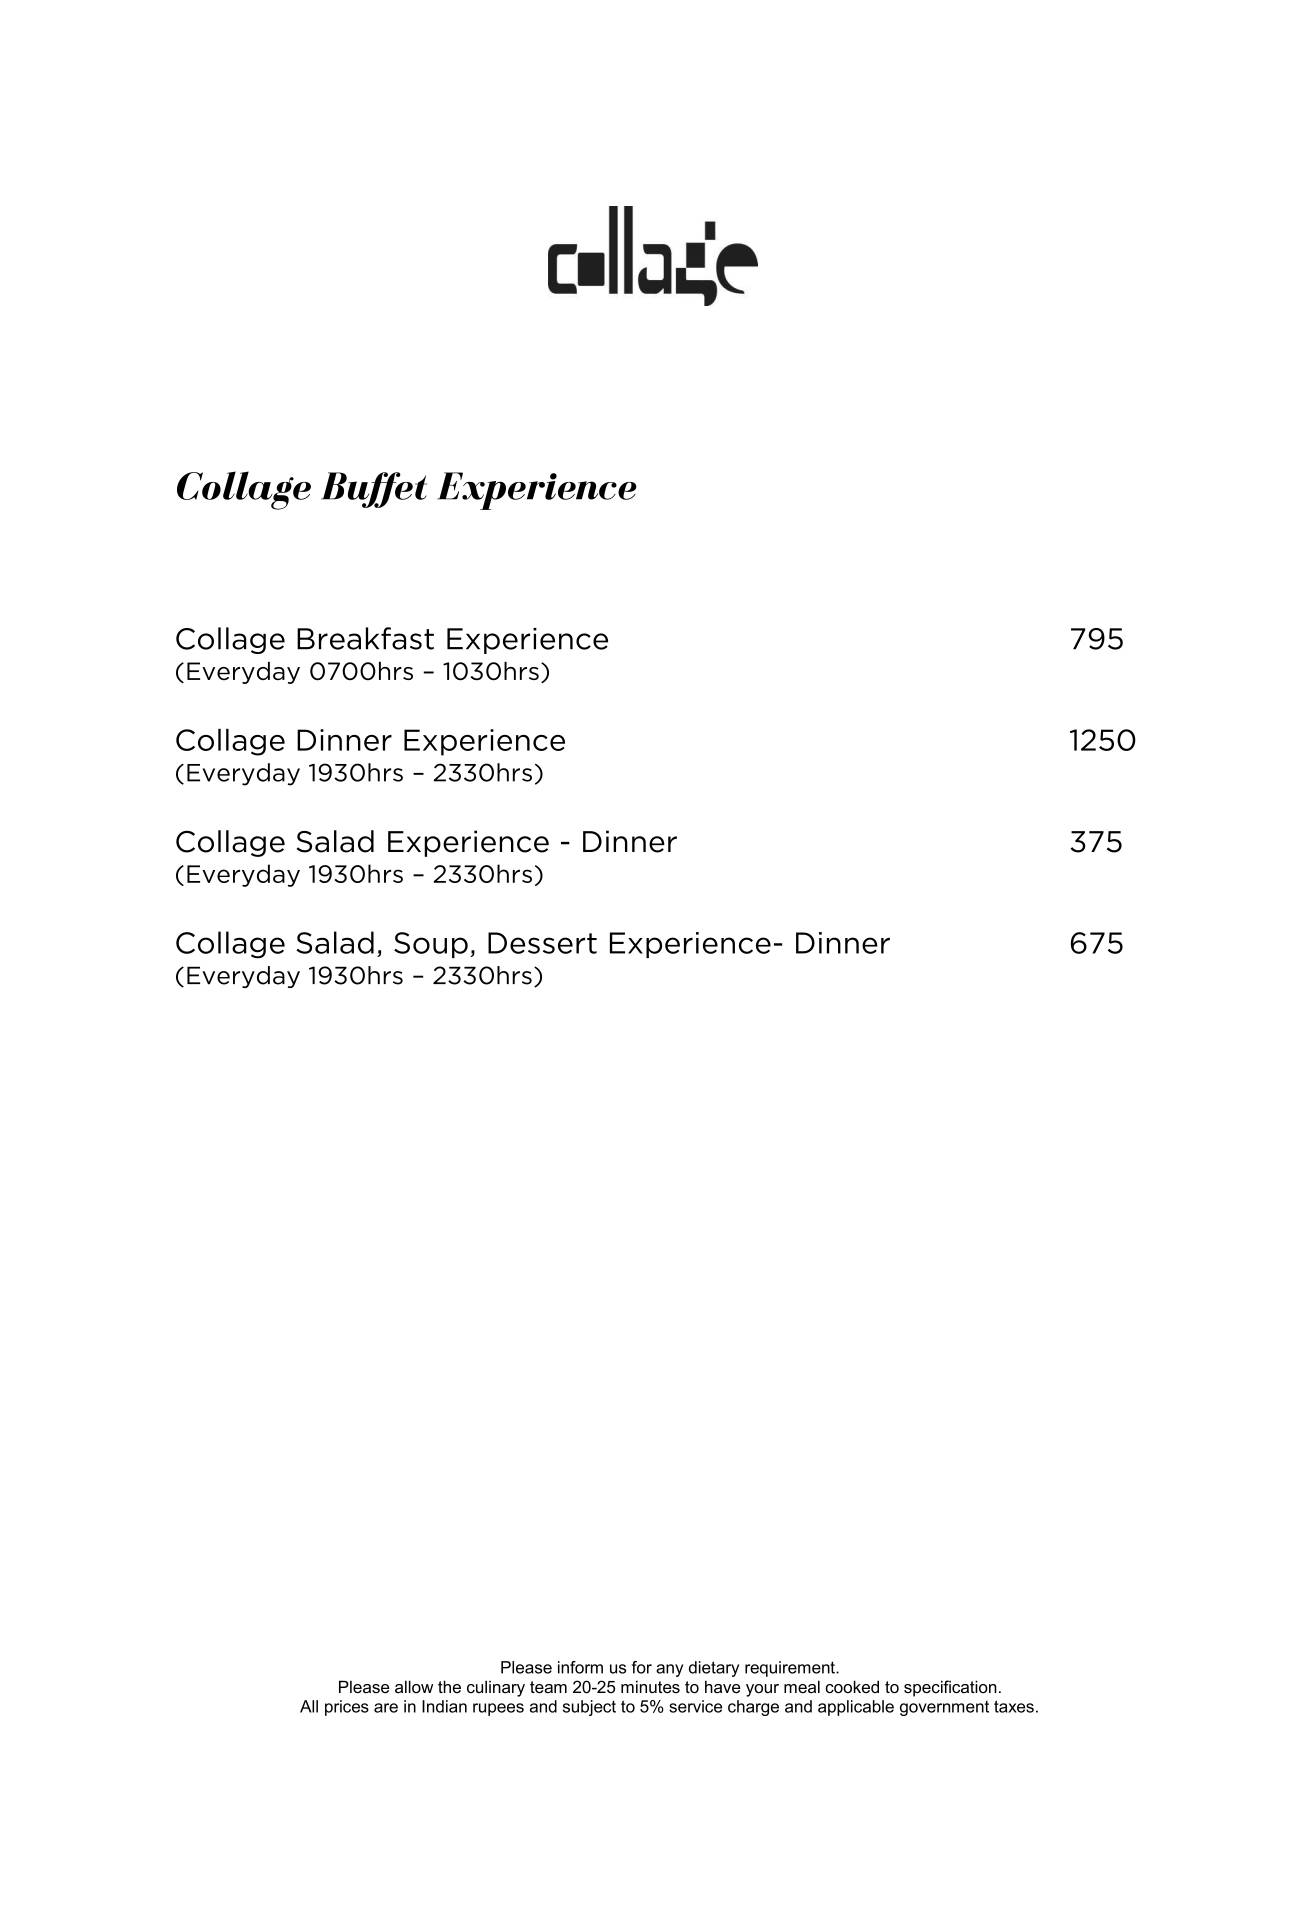 collage
Collage Buffet Experience
Collage Breakfast Experience 795
(Everyday 0700hrs – 1030hrs)
Collage Dinner Experience 1250
(Everyday 1930hrs – 2330hrs)
Collage Salad Experience - Dinner 375
(Everyday 1930hrs – 2330hrs)
Collage Salad, Soup, Dessert Experience- Dinner 675
(Everyday 1930hrs – 2330hrs)
Please inform us for any dietary requirement.
Please allow the culinary team 20-25 minutes to have your meal cooked to specification.
All prices are in Indian rupees and subject to 5% service charge and applicable government taxes.